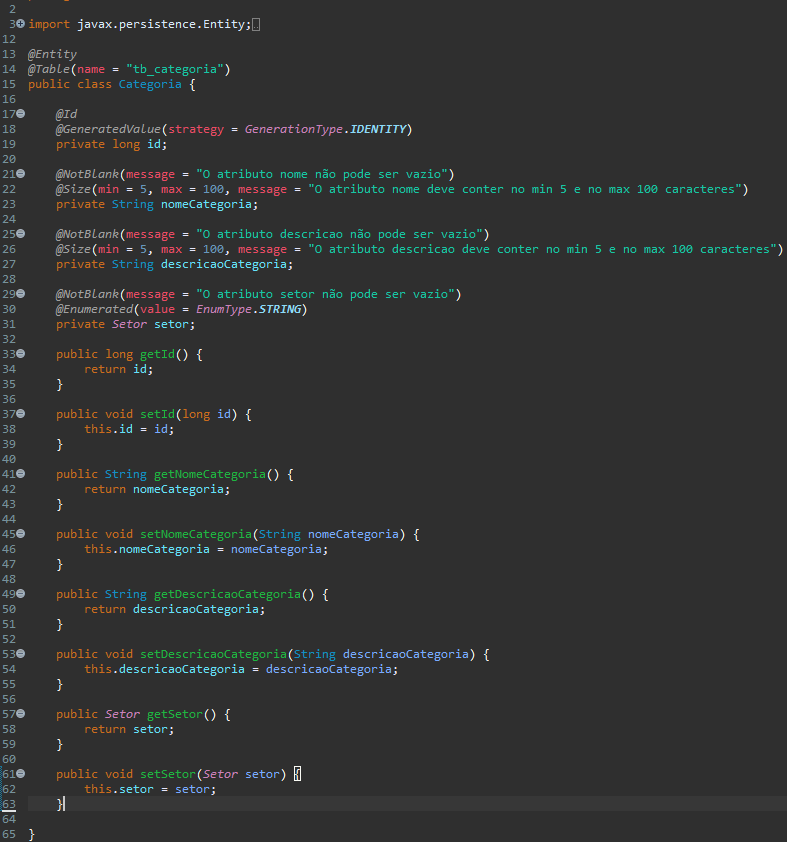 2
3 import javax.persistence.Entity;
12
13 @Entity
14 @Table(name = "tb_categoria")
15 public class Categoria {
16
17 @Id
18 @GeneratedValue(strategy = GenerationType.IDENTITY)
19 private long id;
20
21 @NotBlank(message = "O atributo nome não pode ser vazio")
22 @Size(min = 5, max = 100, message = "O atributo nome deve conter no min 5 e no max 100 caracteres")
23 private String nomeCategoria;
24
25 @NotBlank(message = "O atributo descricao não pode ser vazio")
26 @Size(min = 5, max = 100, message = "O atributo descricao deve conter no min 5 e no max 100 caracteres")
27 private String descricaoCategoria;
28
29 @NotBlank(message = "O atributo setor não pode ser vazio")
30 @Enumerated(value = EnumType.STRING)
31 private Setor setor;
32
33 public long getId() {
34 return id;
35 }
36
37 public void setId(long id) {
38 this.id = id;
39 }
40
41 public String getNomeCategoria() {
42 return nomeCategoria;
43 }
44
45 public void setNomeCategoria(String nomeCategoria) {
46 this.nomeCategoria = nomeCategoria;
47 }
48
49 public String getDescricaoCategoria() {
50 return descricaoCategoria;
51 }
52
53 public void setDescricaoCategoria(String descricaoCategoria) {
54 this.descricaoCategoria = descricaoCategoria;
55 }
56
57 public Setor getSetor() {
58 return setor;
59 }
60
61 public void setSetor(Setor setor) {
62 this.setor = setor;
63 }
64
65 }